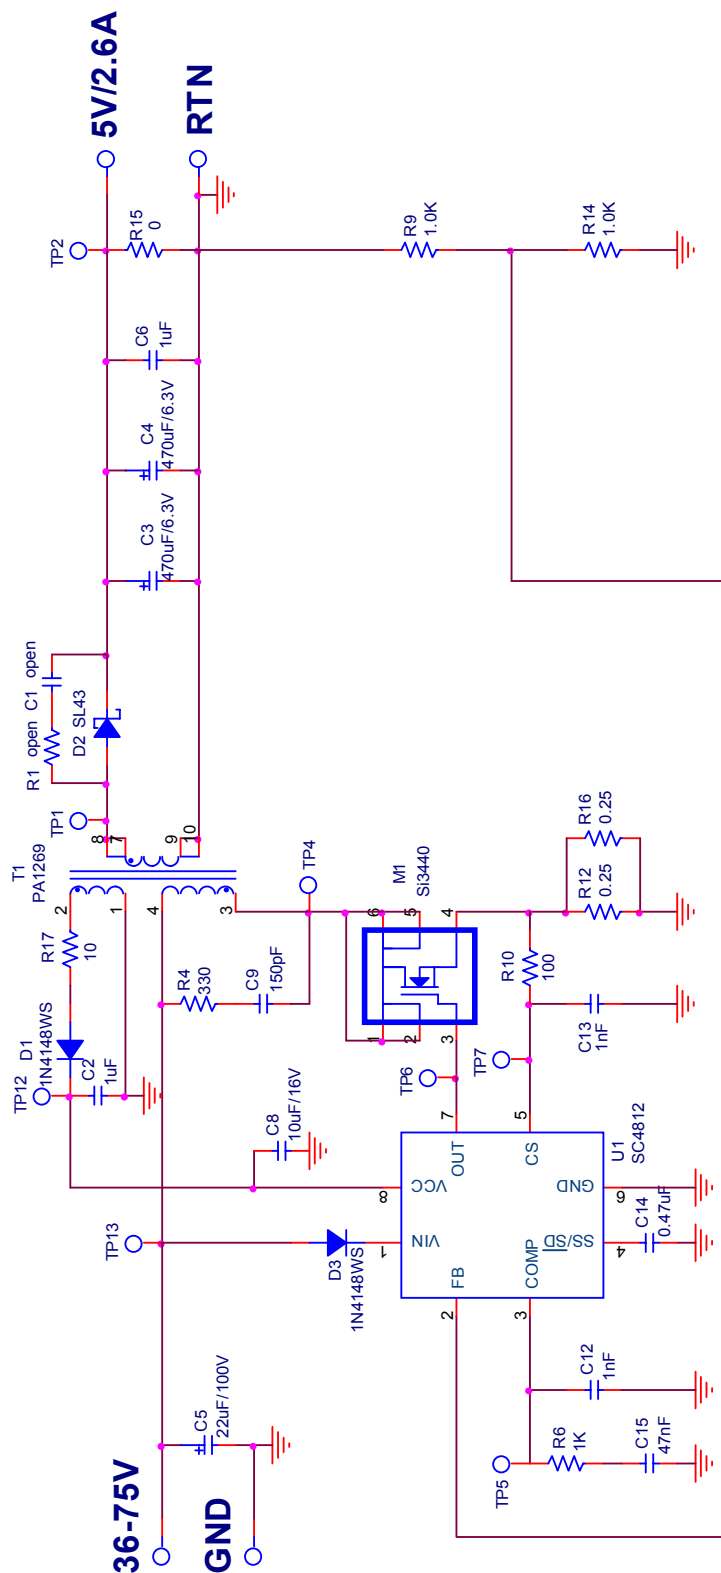 5V/2.6A
RTN
TP2
R15
0
R9
1.0K
R14
1.0K
C6
1uF
C4
470uF/6.3V
C3
470uF/6.3V
R1 open C1 open
D2 SL43
TP1
T1
PA1269
8
7
9
10
2
1
4
3
TP4
R17
10
R4
330
C9
150pF
M1
Si3440
6
5
4
1
2
3
R16
0.25
R12
0.25
R10
100
C13
1nF
D1
1N4148WS
TP12
C2
1uF
C8
10uF/16V
TP6
TP7
TP13
D3
1N4148WS
8
VCC
7
OUT
5
CS
U1
SC4812
GND
6
1
VIN
FB
2
COMP
3
SS/SD
4
C14
0.47uF
C12
1nF
R6
1K
C15
47nF
TP5
C5
22uF/100V
36-75V
GND